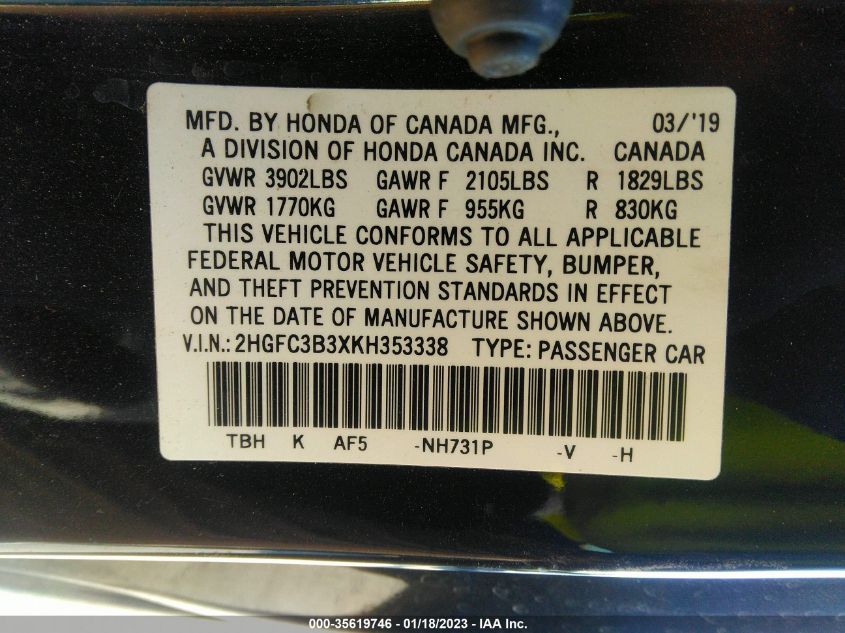 MFD. BY HONDA OF CANADA MFG., 03/'19
A DIVISION OF HONDA CANADA INC. CANADA
GVWR 3902LBS GAWR F 2105LBS R 1829LBS
GVWR 1770KG GAWR F 955KG R 830KG
THIS VEHICLE CONFORMS TO ALL APPLICABLE
FEDERAL MOTOR VEHICLE SAFETY, BUMPER,
AND THEFT PREVENTION STANDARDS IN EFFECT
ON THE DATE OF MANUFACTURE SHOWN ABOVE.
V.I.N.: 2HGFC3B3XKH353338 TYPE: PASSENGER CAR
TBH K AF5 -NH731P -V -H
000-35619746 / 01/18/2023 - IAA Inc.